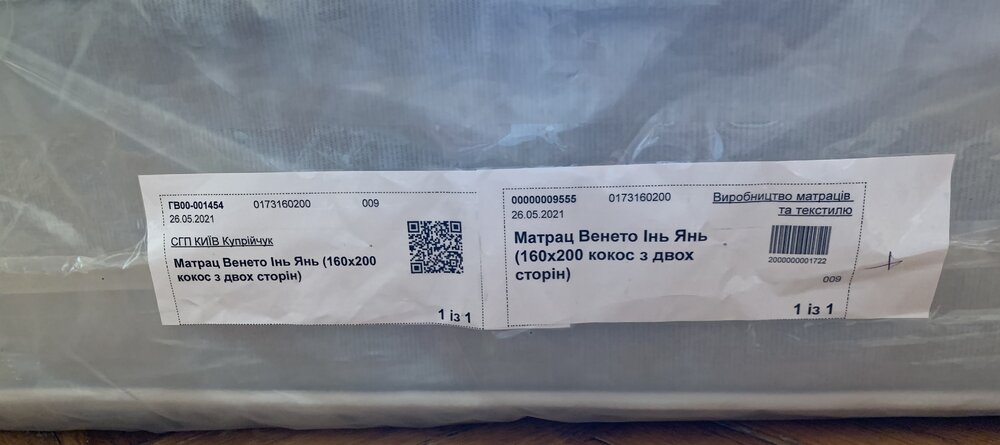 ГВ00-001454 0173160200 009
26.05.2021
СГП КИЇВ Купрійчук
Матрац Венето Інь Янь (160х200
кокос з двох сторін)
1 із 1
00000009555 0173160200 Виробництво матраців
та текстилю
26.05.2021
Матрац Венето Інь Янь
(160х200 кокос з двох
сторін)
2000000001722
009
1 із 1